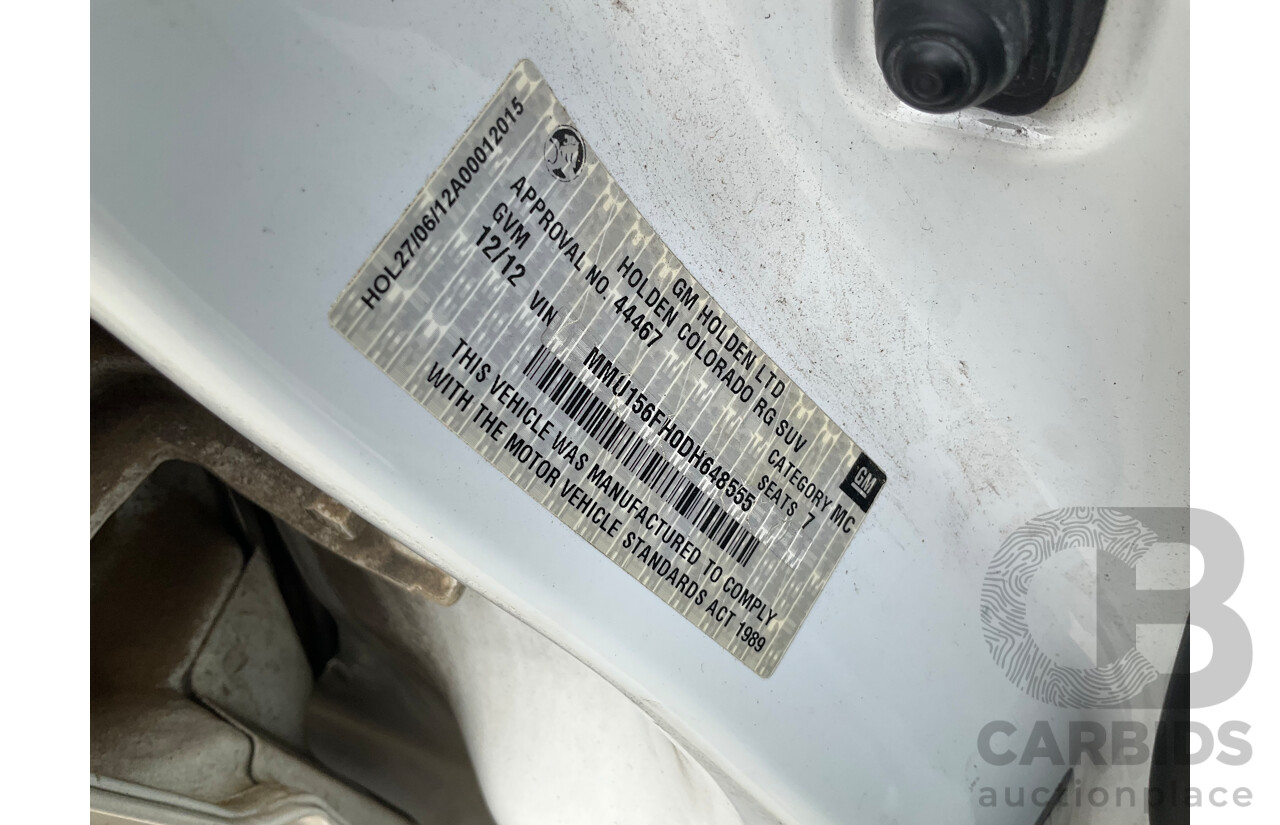 HOL27/06/12A00012015
GM HOLDEN LTD
HOLDEN COLORADO RG SUV
APPROVAL NO. 44467 CATEGORY MC
GVM SEATS 7
12/12 VIN MMU156FH0DH648555
THIS VEHICLE WAS MANUFACTURED TO COMPLY
WITH THE MOTOR VEHICLE STANDARDS ACT 1989
GM
CB
CARBIDS
auctionplace